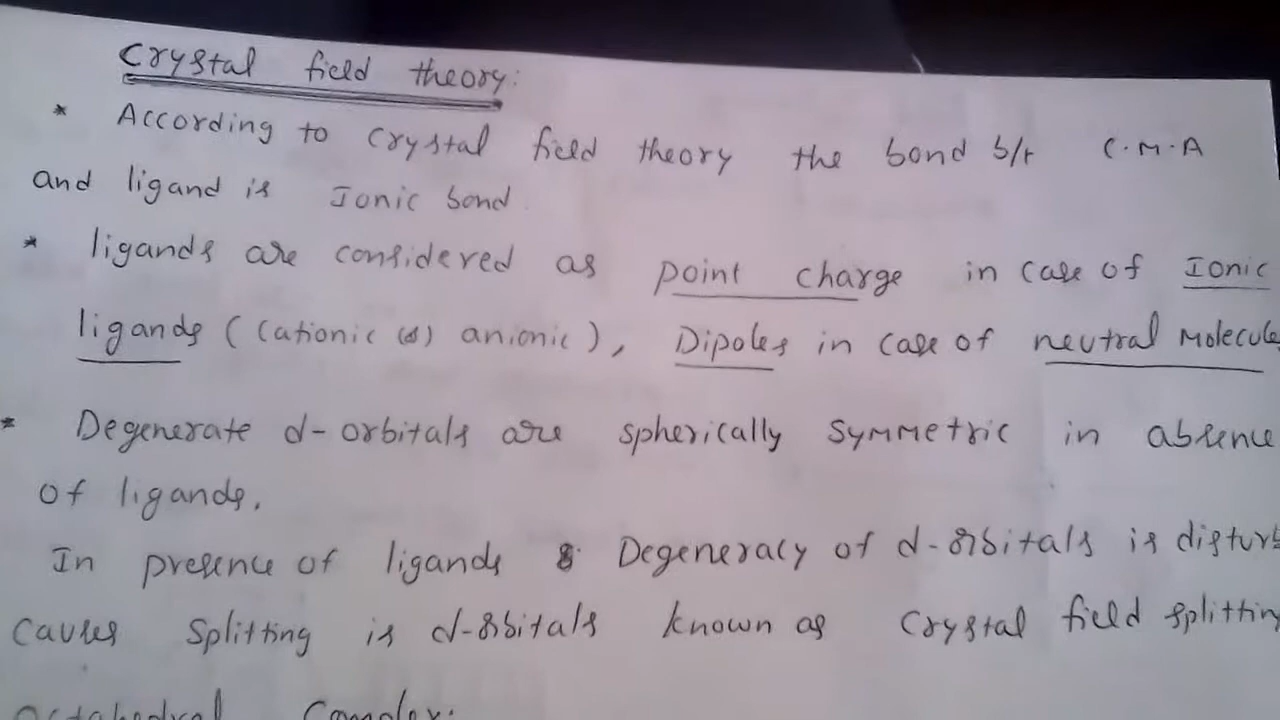 Crystal field theory:
* According to crystal field theory the bond b/t C.M.A
and ligand is Ionic bond
* ligands are considered as point charge in case of Ionic
ligands (cationic (or) anionic), Dipoles in case of neutral Molecule
* Degenerate d-orbitals are spherically symmetric in absence
of ligands.
In presence of ligands Degeneracy of d-orbitals is disturb
causes splitting is d-orbitals known as crystal field splittin
octahedral Complex: